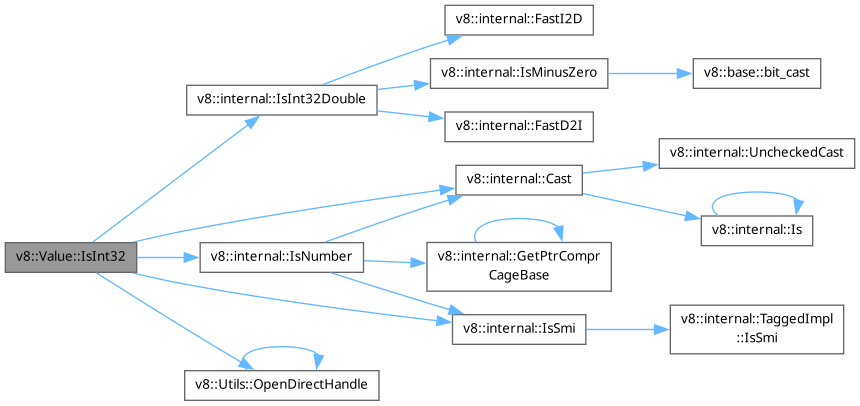 v8::internal::FastI2D
v8::internal::IsMinusZero
v8::base::bit_cast
v8::internal::IsInt32Double
v8::internal::FastD2I
v8::internal::UncheckedCast
v8::internal::Cast
v8::internal::Is
v8::Value::IsInt32
v8::internal::IsNumber
v8::internal::GetPtrCompr
CageBase
v8::internal::IsSmi
v8::internal::TaggedImpl
::IsSmi
v8::Utils::OpenDirectHandle